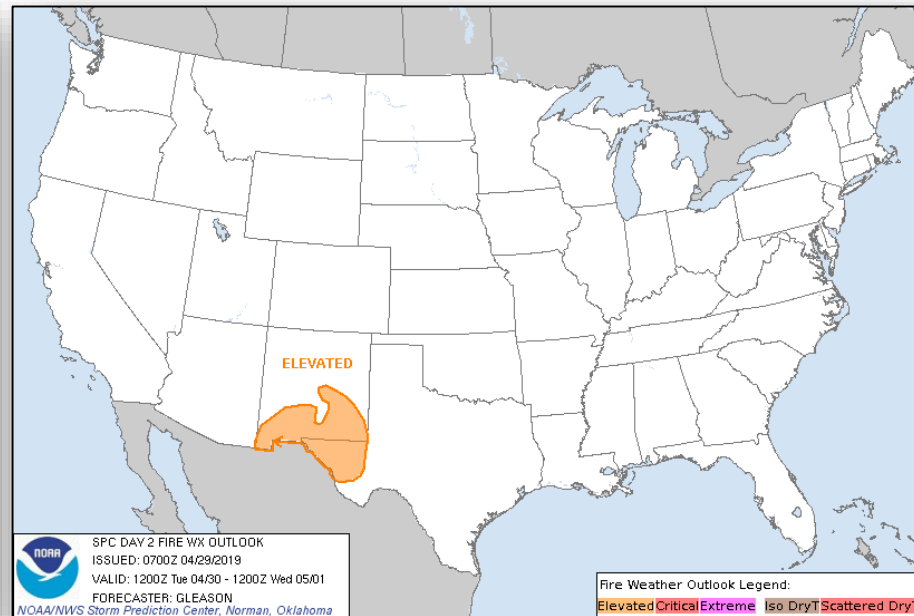 ELEVATED
SPC DAY 2 FIRE WX OUTLOOK
ISSUED: 0700Z 04/29/2019
VALID: 1200Z Tue 04/30 - 1200Z Wed 05/01
FORECASTER: GLEASON
NOAA/NWS Storm Prediction Center, Norman, Oklahoma
NOAA
Fire Weather Outlook Legend:
Elevated Critical Extreme Iso DryT Scattered DryT